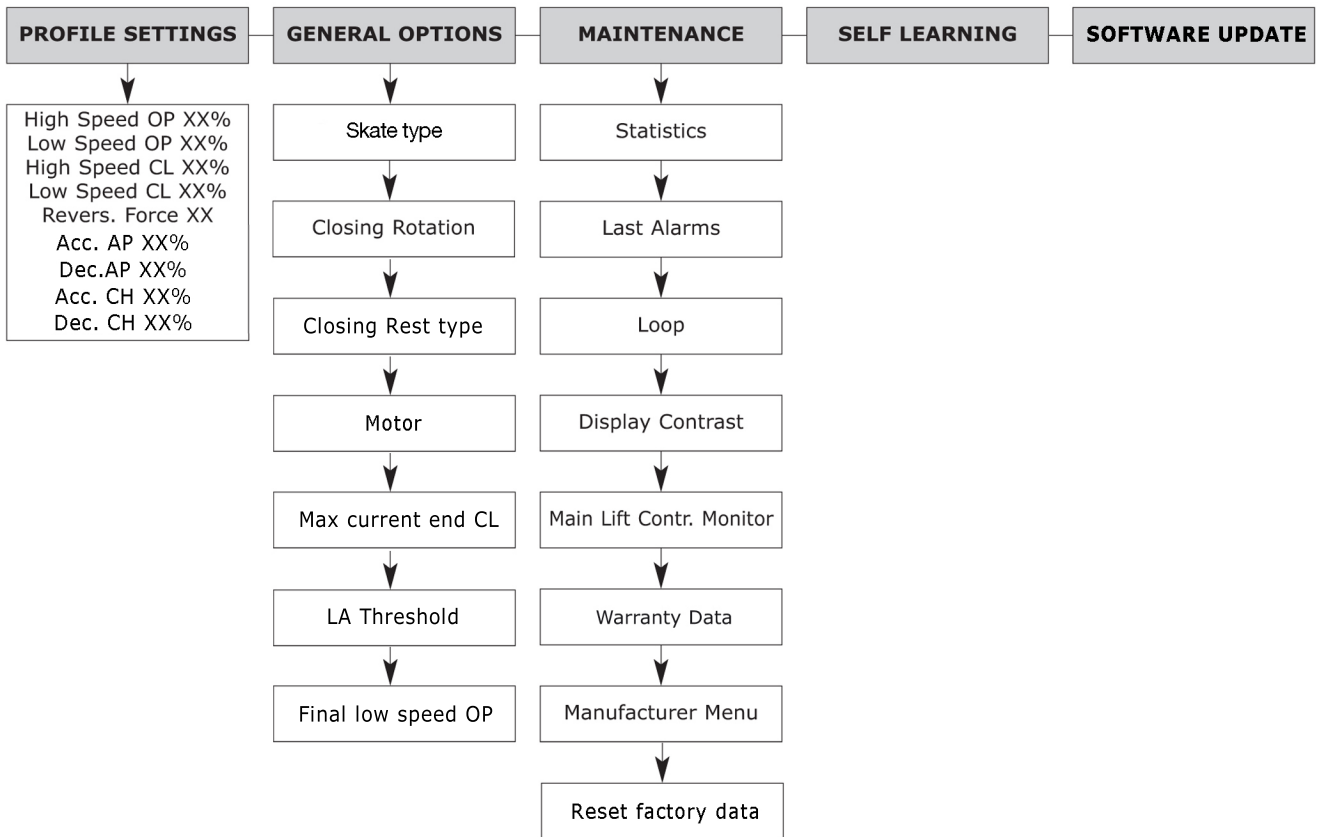 PROFILE SETTINGS
GENERAL OPTIONS
MAINTENANCE
SELF LEARNING
SOFTWARE UPDATE
High Speed OP XX%
Low Speed OP XX%
High Speed CL XX%
Low Speed CL XX%
Revers. Force XX
Acc. AP XX%
Dec.AP XX%
Acc. CH XX%
Dec. CH XX%
Skate type
Closing Rotation
Closing Rest type
Motor
Max current end CL
LA Threshold
Final low speed OP
Statistics
Last Alarms
Loop
Display Contrast
Main Lift Contr. Monitor
Warranty Data
Manufacturer Menu
Reset factory data